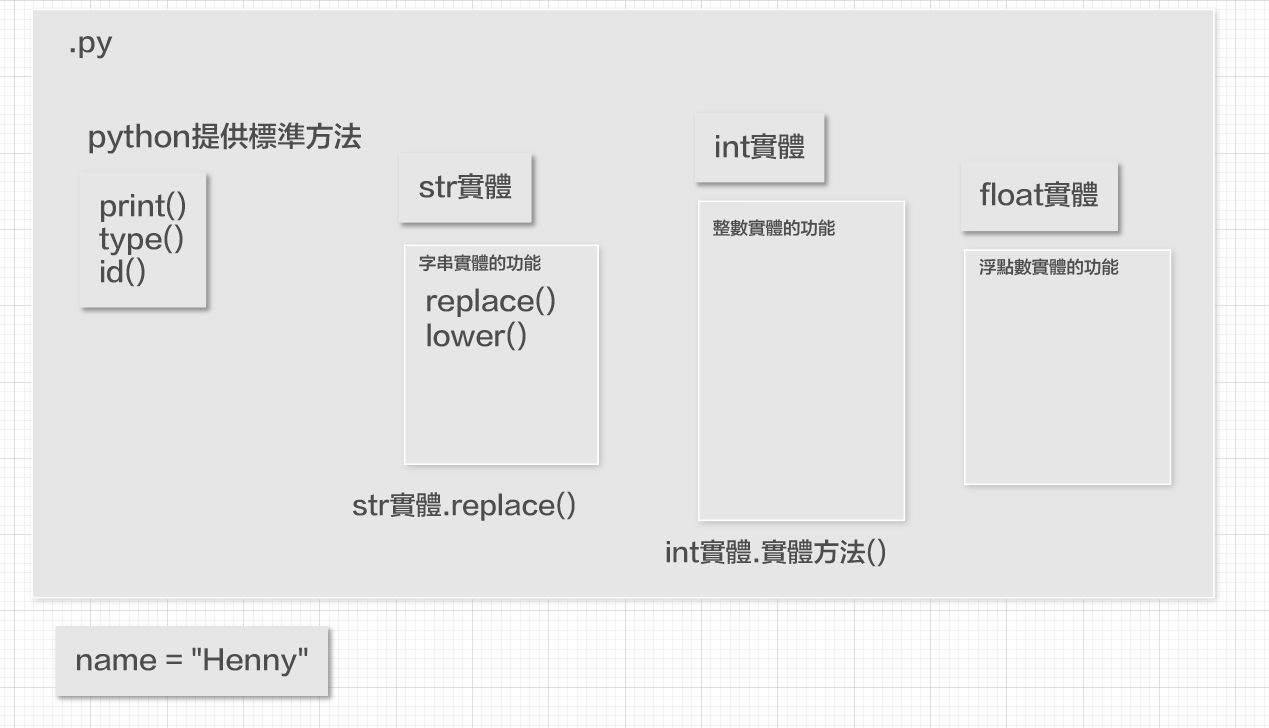 .py
python提供標準方法
print()
type()
id()
str實體
字串實體的功能
replace()
lower()
str實體.replace()
int實體
整數實體的功能
int實體.實體方法()
float實體
浮點數實體的功能
name = "Henny"